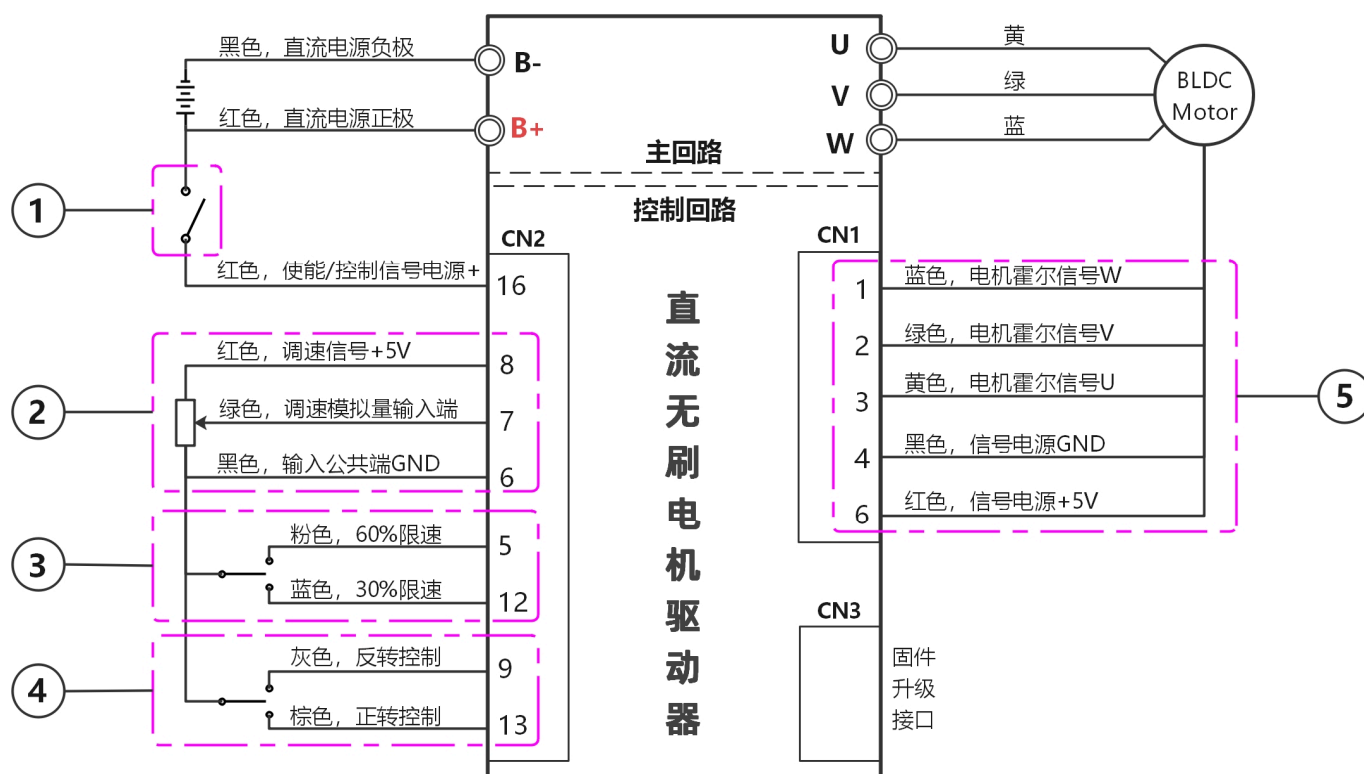 黑色，直流电源负极
B-
红色，直流电源正极
B+
U
黄
V
绿
W
蓝
BLDC
Motor
主回路
控制回路
1
CN2
红色，使能/控制信号电源+
16
2
红色，调速信号+5V
8
绿色，调速模拟量输入端
7
黑色，输入公共端GND
6
3
粉色，60%限速
5
蓝色，30%限速
12
4
灰色，反转控制
9
棕色，正转控制
13
直流无刷电机驱动器
CN1
1
蓝色，电机霍尔信号W
2
绿色，电机霍尔信号V
3
黄色，电机霍尔信号U
4
黑色，信号电源GND
6
红色，信号电源+5V
5
CN3
固件
升级
接口